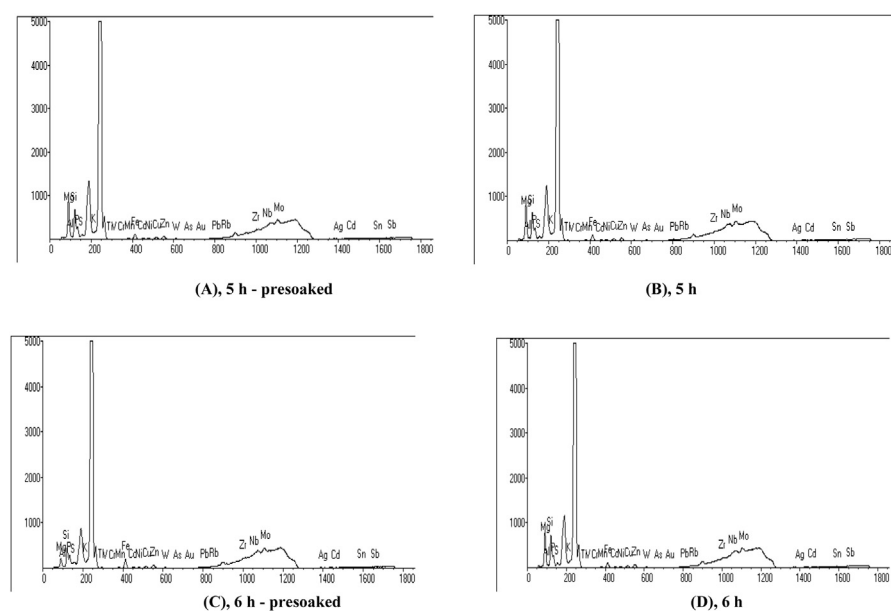 5000
4000
3000
2000
1000
Mg Si
Al P S
K
Ti V Cr Mn Fe Co Ni Cu Zn W As Au Pb Rb
Zr Nb Mo
Ag Cd Sn Sb
0 200 400 600 800 1000 1200 1400 1600 1800
(A), 5 h - presoaked
5000
4000
3000
2000
1000
Mg Si
P S
K
Ti V Cr Mn Fe Co Ni Cu Zn W As Au Pb Rb
Zr Nb Mo
Ag Cd Sn Sb
0 200 400 600 800 1000 1200 1400 1600 1800
(B), 5 h
5000
4000
3000
2000
1000
Si
Mg P S
K
Ti V Cr Mn Fe Co Ni Cu Zn W As Au Pb Rb
Zr Nb Mo
Ag Cd Sn Sb
0 200 400 600 800 1000 1200 1400 1600 1800
(C), 6 h - presoaked
5000
4000
3000
2000
1000
Si
Mg
P S
K
Ti V Cr Mn Fe Co Ni Cu Zn W As Au Pb Rb
Zr Nb Mo
Ag Cd Sn Sb
0 200 400 600 800 1000 1200 1400 1600 1800
(D), 6 h